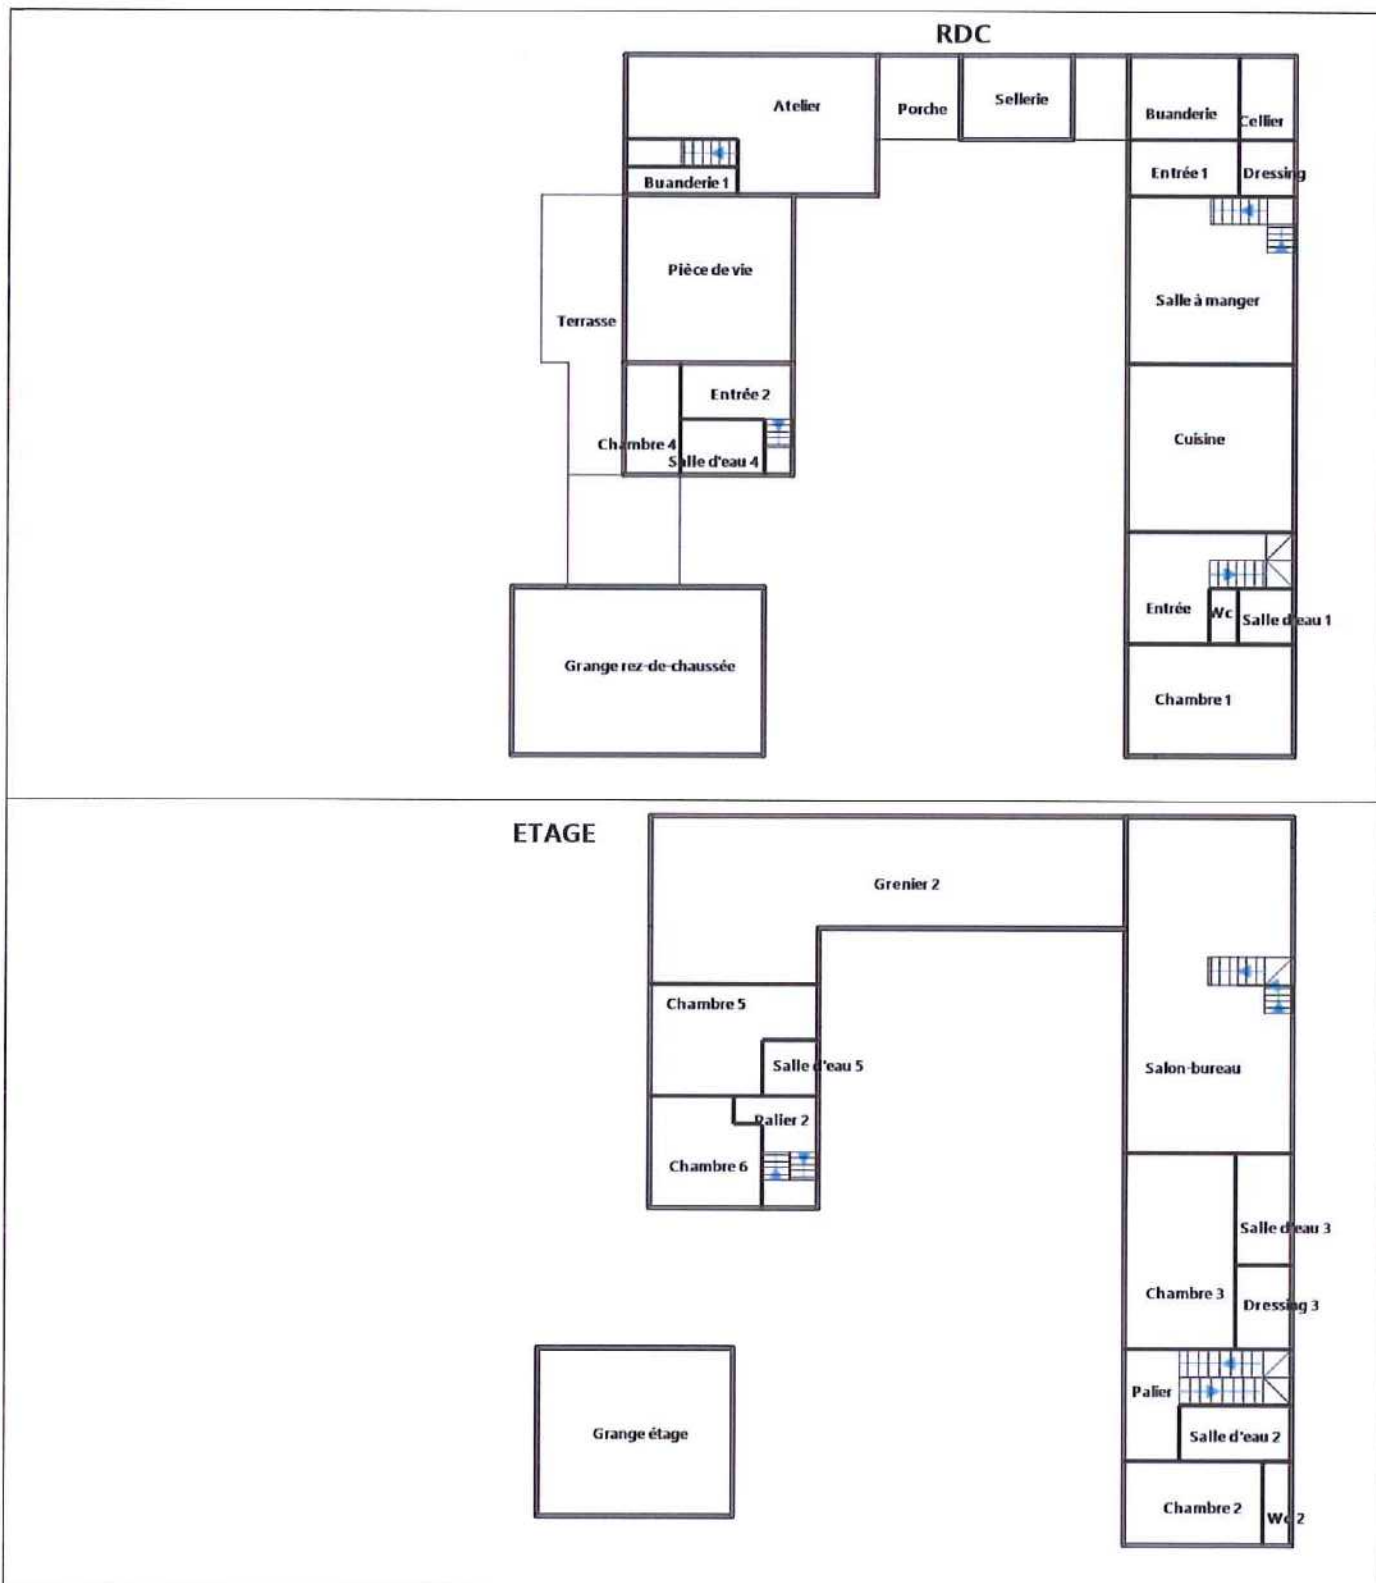 RDC
Atelier
Porche
Sellerie
Buanderie
Cellier
Buanderie 1
Entrée 1
Dressing
Pièce de vie
Salle à manger
Terrasse
Entrée 2
Chambre 4
Salle d'eau 4
Cuisine
Entrée
Wc
Salle d'eau 1
Grange rez-de-chaussée
Chambre 1
ETAGE
Grenier 2
Chambre 5
Salle d'eau 5
Salon-bureau
Palier 2
Chambre 6
Salle d'eau 3
Chambre 3
Dressing 3
Palier
Grange étage
Salle d'eau 2
Chambre 2
Wc 2